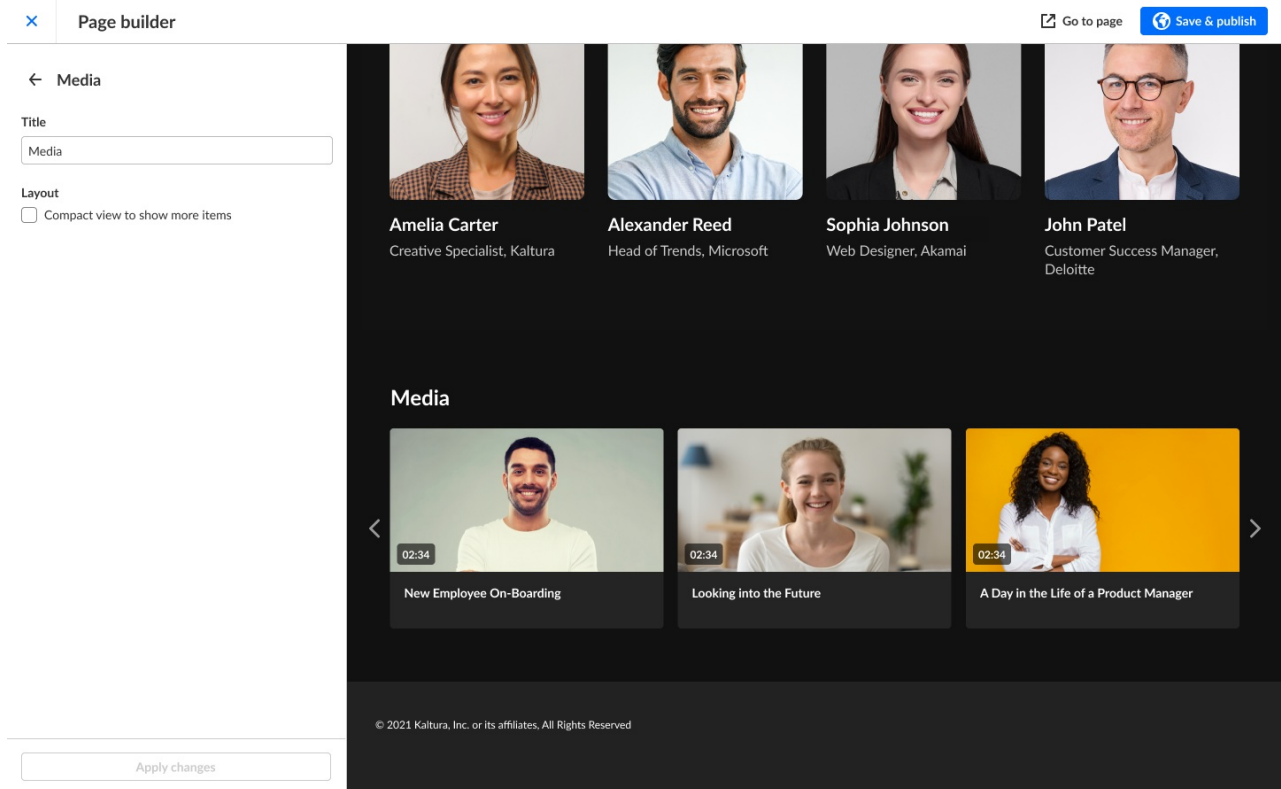 Page builder
Go to page
Save & publish
Media
Title
Media
Layout
Compact view to show more items
Apply changes
Amelia Carter
Creative Specialist, Kaltura
Alexander Reed
Head of Trends, Microsoft
Sophia Johnson
Web Designer, Akamai
John Patel
Customer Success Manager,
Deloitte
Media
02:34
New Employee On-Boarding
02:34
Looking into the Future
02:34
A Day in the Life of a Product Manager
© 2021 Kaltura, Inc. or its affiliates, All Rights Reserved